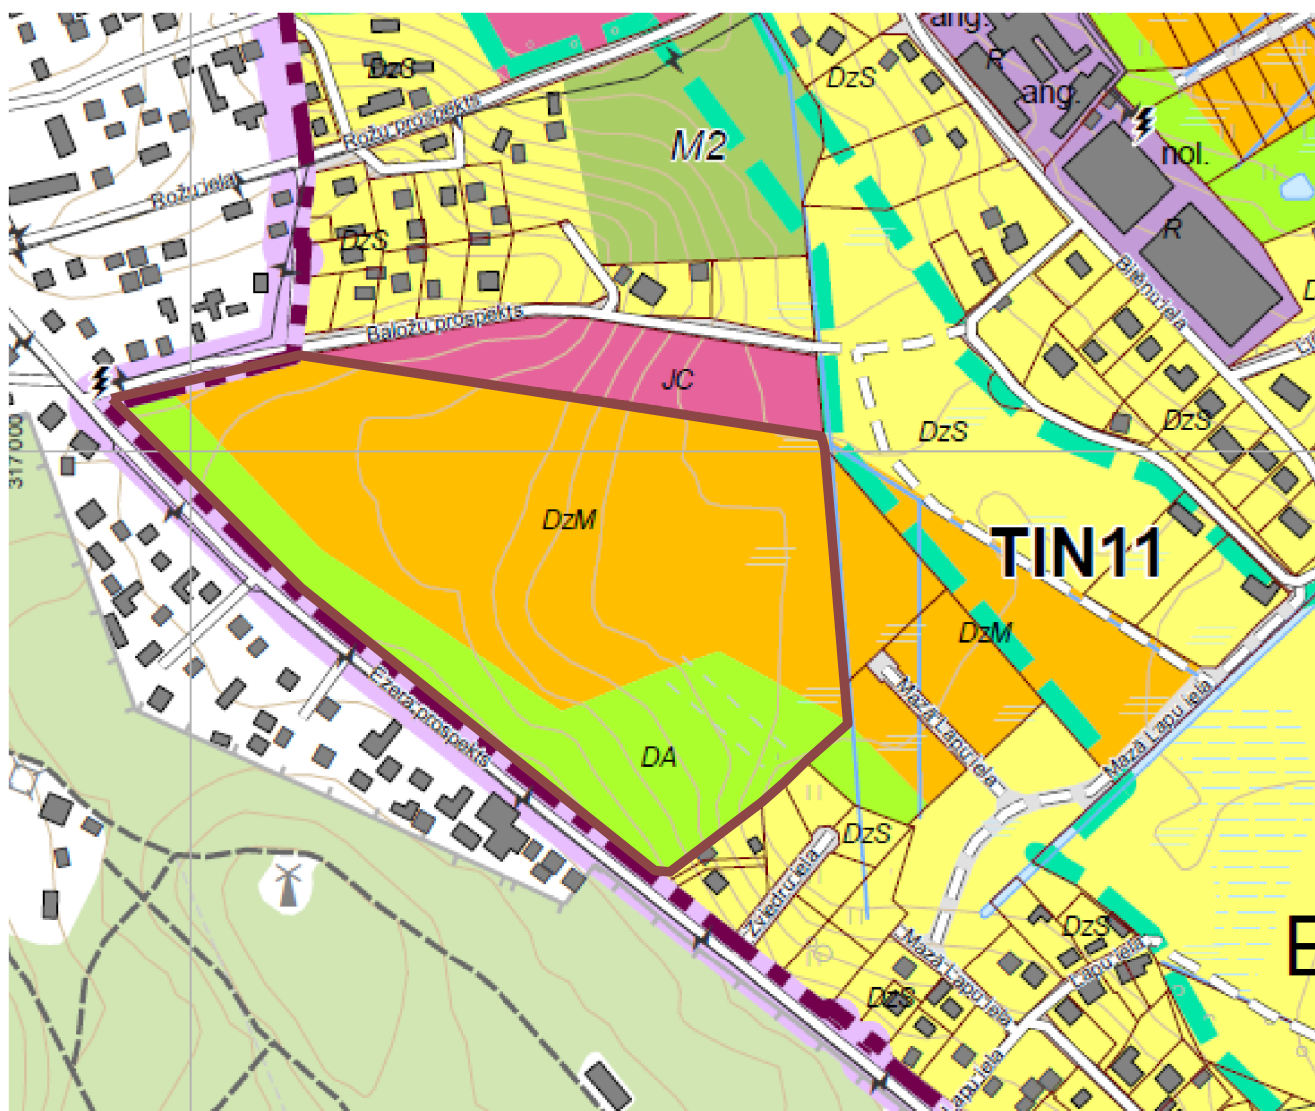 ang.
R
DzS
DzS
ang.
Rožu prospekts
M2
nol.
Rožu iela
DzS
R
Bitēnu iela
Baložu prospekts
JC
DzS
DzS
317000
DzM
TIN11
DzM
Ezera prospekts
Mazā Lapu iela
Mazā Lapu iela
DA
DzS
Zviedru iela
DzS
Mazā Lapu iela
Lapu iela
E
DzS
Lapu iela